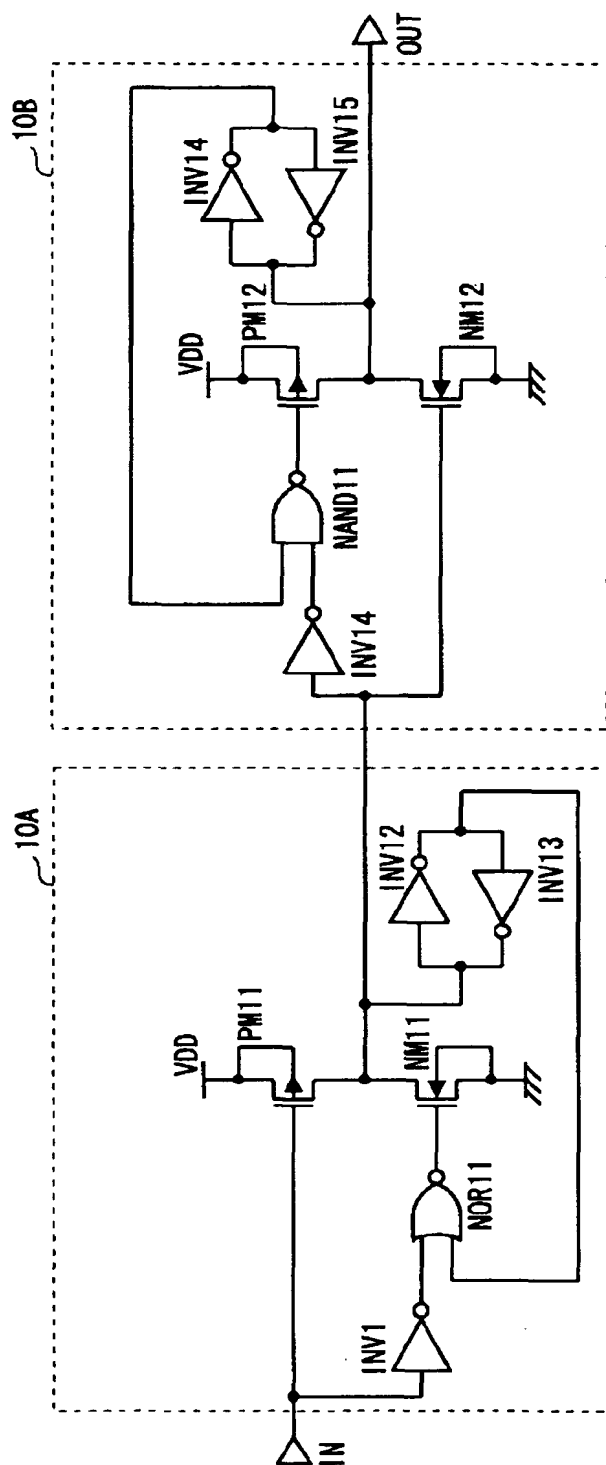 10A
10B
IN
INV1
NOR11
VDD
PM11
NM11
INV12
INV13
INV14
NAND11
VDD
PM12
NM12
INV14
INV15
OUT